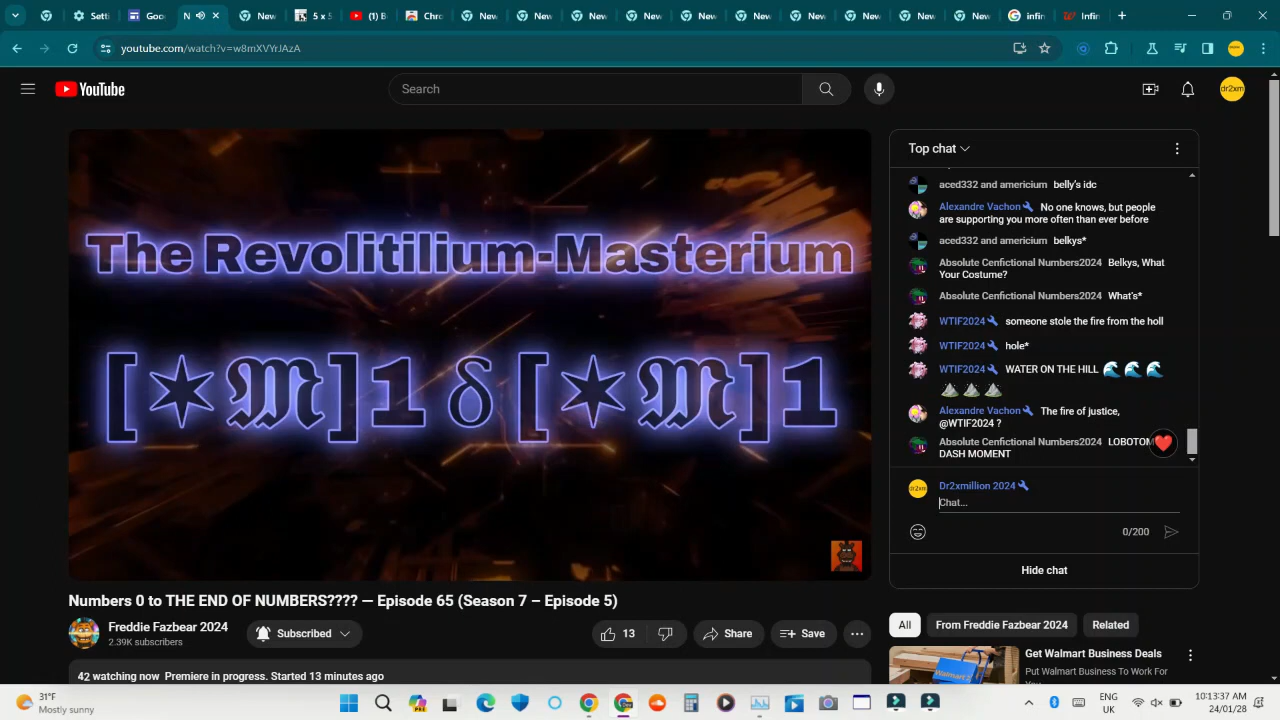 Setti
Goo
N
New
5 x 5
(1) B
Chro
New
New
New
New
New
New
New
New
New
New
infin
Infin
youtube.com/watch?v=w8mXVYrJAzA
YouTube
Search
dr2xm
The Revolitilium-Masterium
[✶𝔐]1 δ [✶𝔐]1
Top chat
aced332 and americium belly's idc
Alexandre Vachon No one knows, but people
are supporting you more often than ever before
aced332 and americium belkys*
Absolute Cenfictional Numbers2024 Belkys, What
Your Costume?
Absolute Cenfictional Numbers2024 What's*
WTIF2024 someone stole the fire from the holl
WTIF2024 hole*
WTIF2024 WATER ON THE HILL 🌊 🌊 🌊
Alexandre Vachon The fire of justice,
@WTIF2024 ?
Absolute Cenfictional Numbers2024 LOBOTOM
DASH MOMENT
dr2xm
Dr2xmillion 2024
Chat...
0/200
Hide chat
Numbers 0 to THE END OF NUMBERS???? — Episode 65 (Season 7 – Episode 5)
Freddie Fazbear 2024
2.39K subscribers
Subscribed
13
Share
Save
42 watching now Premiere in progress. Started 13 minutes ago
All
From Freddie Fazbear 2024
Related
Get Walmart Business Deals
Put Walmart Business To Work For
You
31°F
Mostly sunny
PRE
ENG
UK
10:13:37 AM
24/01/28